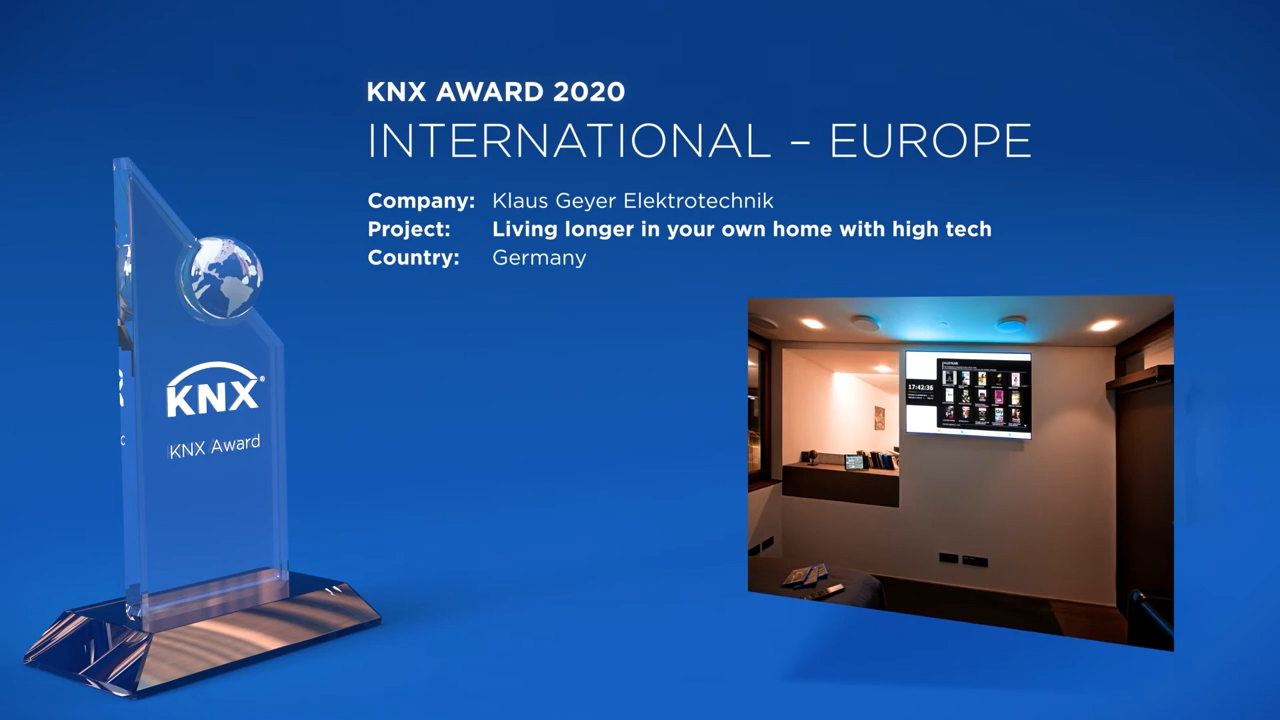 KNX AWARD 2020
INTERNATIONAL – EUROPE
Company: Klaus Geyer Elektrotechnik
Project: Living longer in your own home with high tech
Country: Germany
KNX®
KNX Award
17:42:36